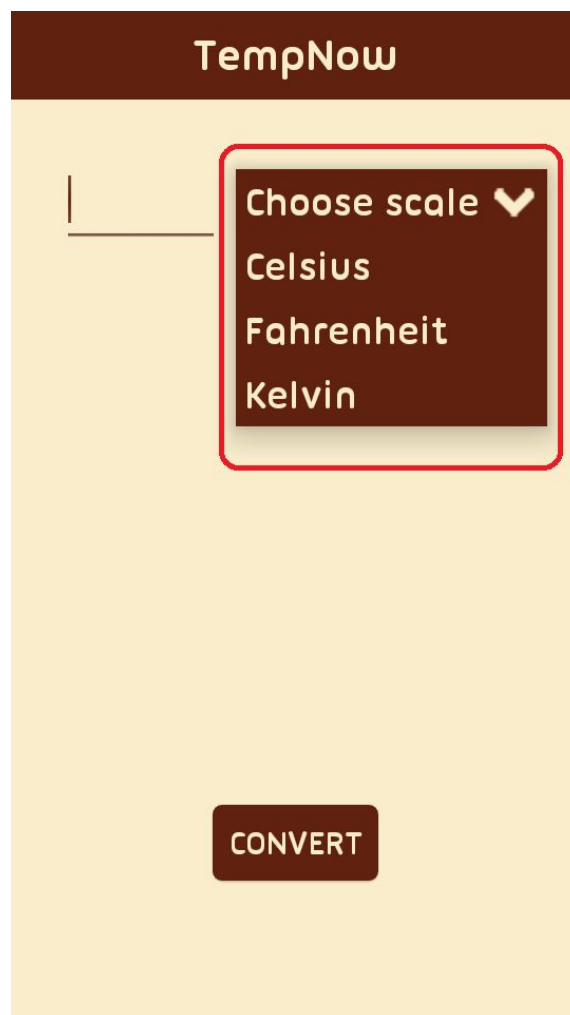 TempNow
Choose scale
Celsius
Fahrenheit
Kelvin
CONVERT